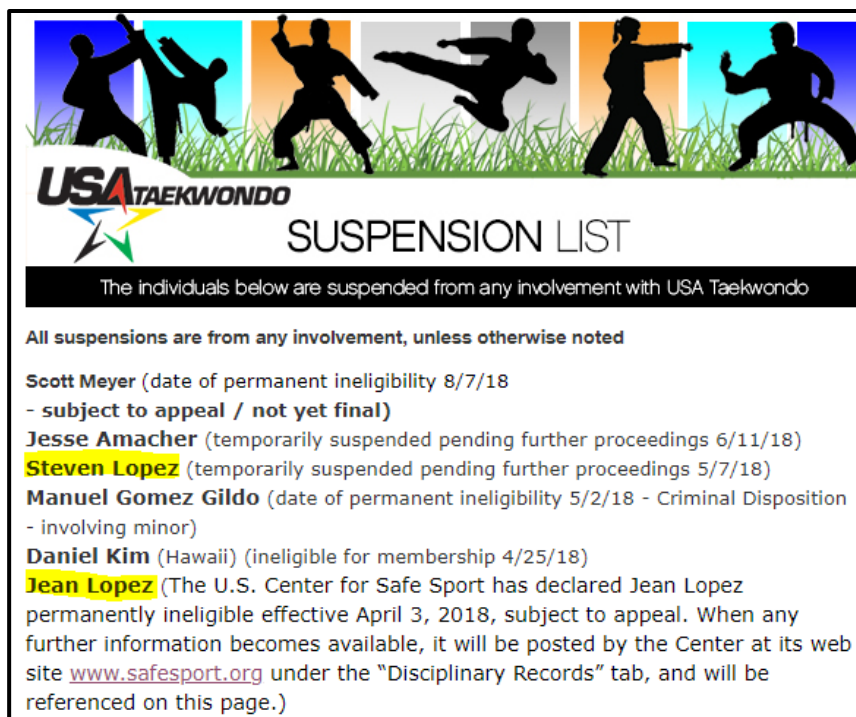 USA TAEKWONDO
SUSPENSION LIST
The individuals below are suspended from any involvement with USA Taekwondo
All suspensions are from any involvement, unless otherwise noted
Scott Meyer (date of permanent ineligibility 8/7/18
- subject to appeal / not yet final)
Jesse Amacher (temporarily suspended pending further proceedings 6/11/18)
Steven Lopez (temporarily suspended pending further proceedings 5/7/18)
Manuel Gomez Gildo (date of permanent ineligibility 5/2/18 - Criminal Disposition
- involving minor)
Daniel Kim (Hawaii) (ineligible for membership 4/25/18)
Jean Lopez (The U.S. Center for Safe Sport has declared Jean Lopez
permanently ineligible effective April 3, 2018, subject to appeal. When any
further information becomes available, it will be posted by the Center at its web
site www.safesport.org under the “Disciplinary Records” tab, and will be
referenced on this page.)